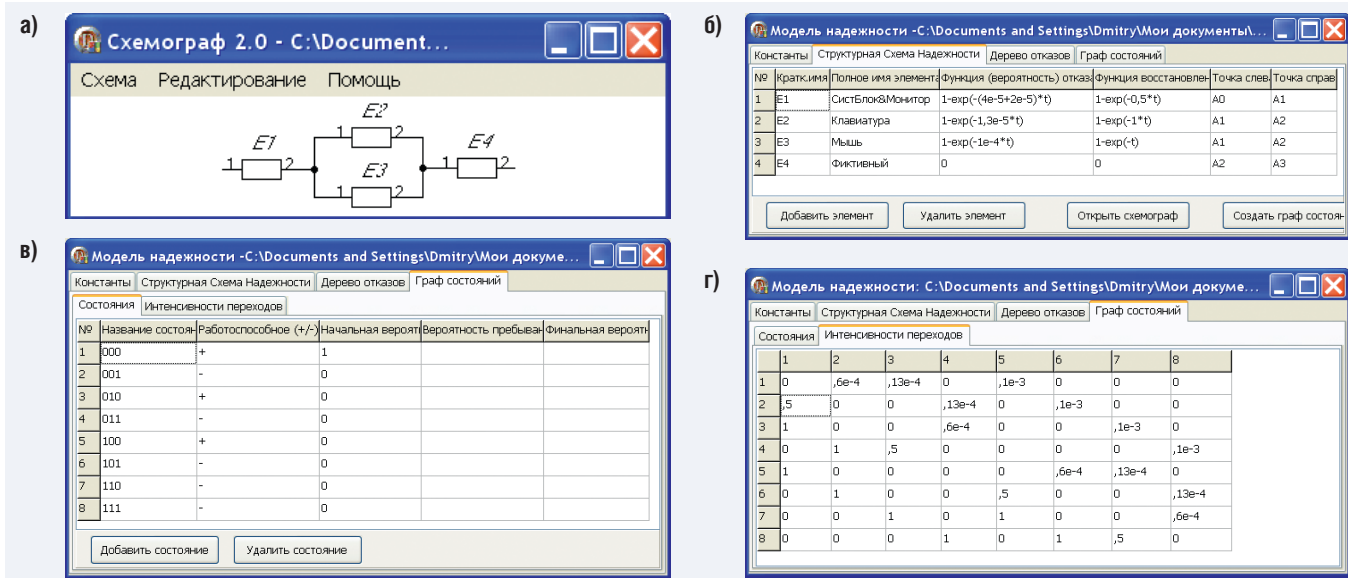 а)
Схемограф 2.0 - C:\Document...
Схема Редактирование Помощь
E1
1 2
E2
1 2
E3
1 2
E4
1 2
б)
Модель надежности -C:\Documents and Settings\Dmitry\Мои документы\...
Константы Структурная Схема Надежности Дерево отказов Граф состояний
№ Кратк.имя Полное имя элемента Функция (вероятность) отказа Функция восстановлен Точка слева Точка справ
1 E1 СистБлок&Монитор 1-exp(-(4e-5+2e-5)*t) 1-exp(-0,5*t) A0 A1
2 E2 Клавиатура 1-exp(-1,3e-5*t) 1-exp(-1*t) A1 A2
3 E3 Мышь 1-exp(-1e-4*t) 1-exp(-t) A1 A2
4 E4 Фиктивный 0 0 A2 A3
Добавить элемент Удалить элемент Открыть схемограф Создать граф состоян
в)
Модель надежности -C:\Documents and Settings\Dmitry\Мои докуме...
Константы Структурная Схема Надежности Дерево отказов Граф состояний
Состояния Интенсивности переходов
№ Название состоян Работоспособное (+/-) Начальная вероятн Вероятность пребыван Финальная вероятн
1 000 + 1
2 001 - 0
3 010 + 0
4 011 - 0
5 100 + 0
6 101 - 0
7 110 - 0
8 111 - 0
Добавить состояние Удалить состояние
г)
Модель надежности: C:\Documents and Settings\Dmitry\Мои докуме...
Константы Структурная Схема Надежности Дерево отказов Граф состояний
Состояния Интенсивности переходов
1 2 3 4 5 6 7 8
1 0 ,6e-4 ,13e-4 0 ,1e-3 0 0 0
2 ,5 0 0 ,13e-4 0 ,1e-3 0 0
3 1 0 0 ,6e-4 0 0 ,1e-3 0
4 0 1 ,5 0 0 0 0 ,1e-3
5 1 0 0 0 0 ,6e-4 ,13e-4 0
6 0 1 0 0 ,5 0 0 ,13e-4
7 0 0 1 0 1 0 0 ,6e-4
8 0 0 0 1 0 1 ,5 0